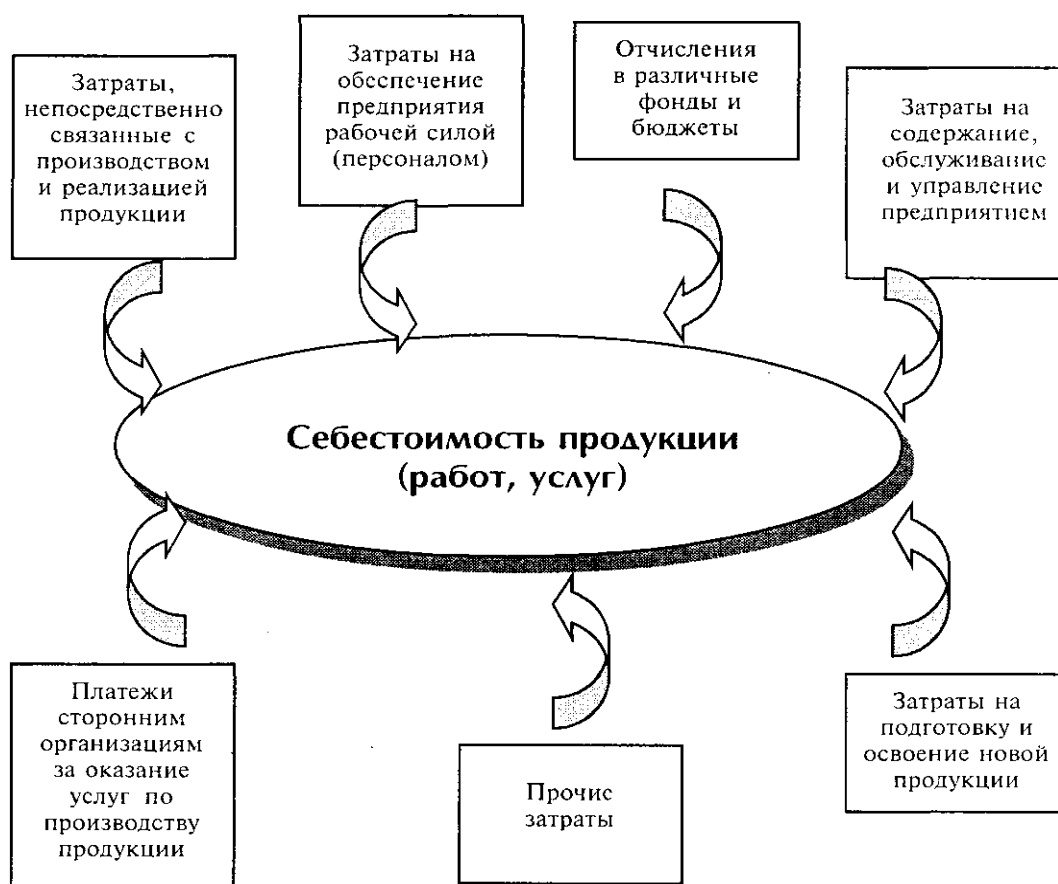 Затраты,
непосредственно
связанные с
производством
и реализацией
продукции
Затраты на
обеспечение
предприятия
рабочей силой
(персоналом)
Отчисления
в различные
фонды и
бюджеты
Затраты на
содержание,
обслуживание
и управление
предприятием
Себестоимость продукции
(работ, услуг)
Платежи
сторонним
организациям
за оказание
услуг по
производству
продукции
Прочие
затраты
Затраты на
подготовку и
освоение новой
продукции